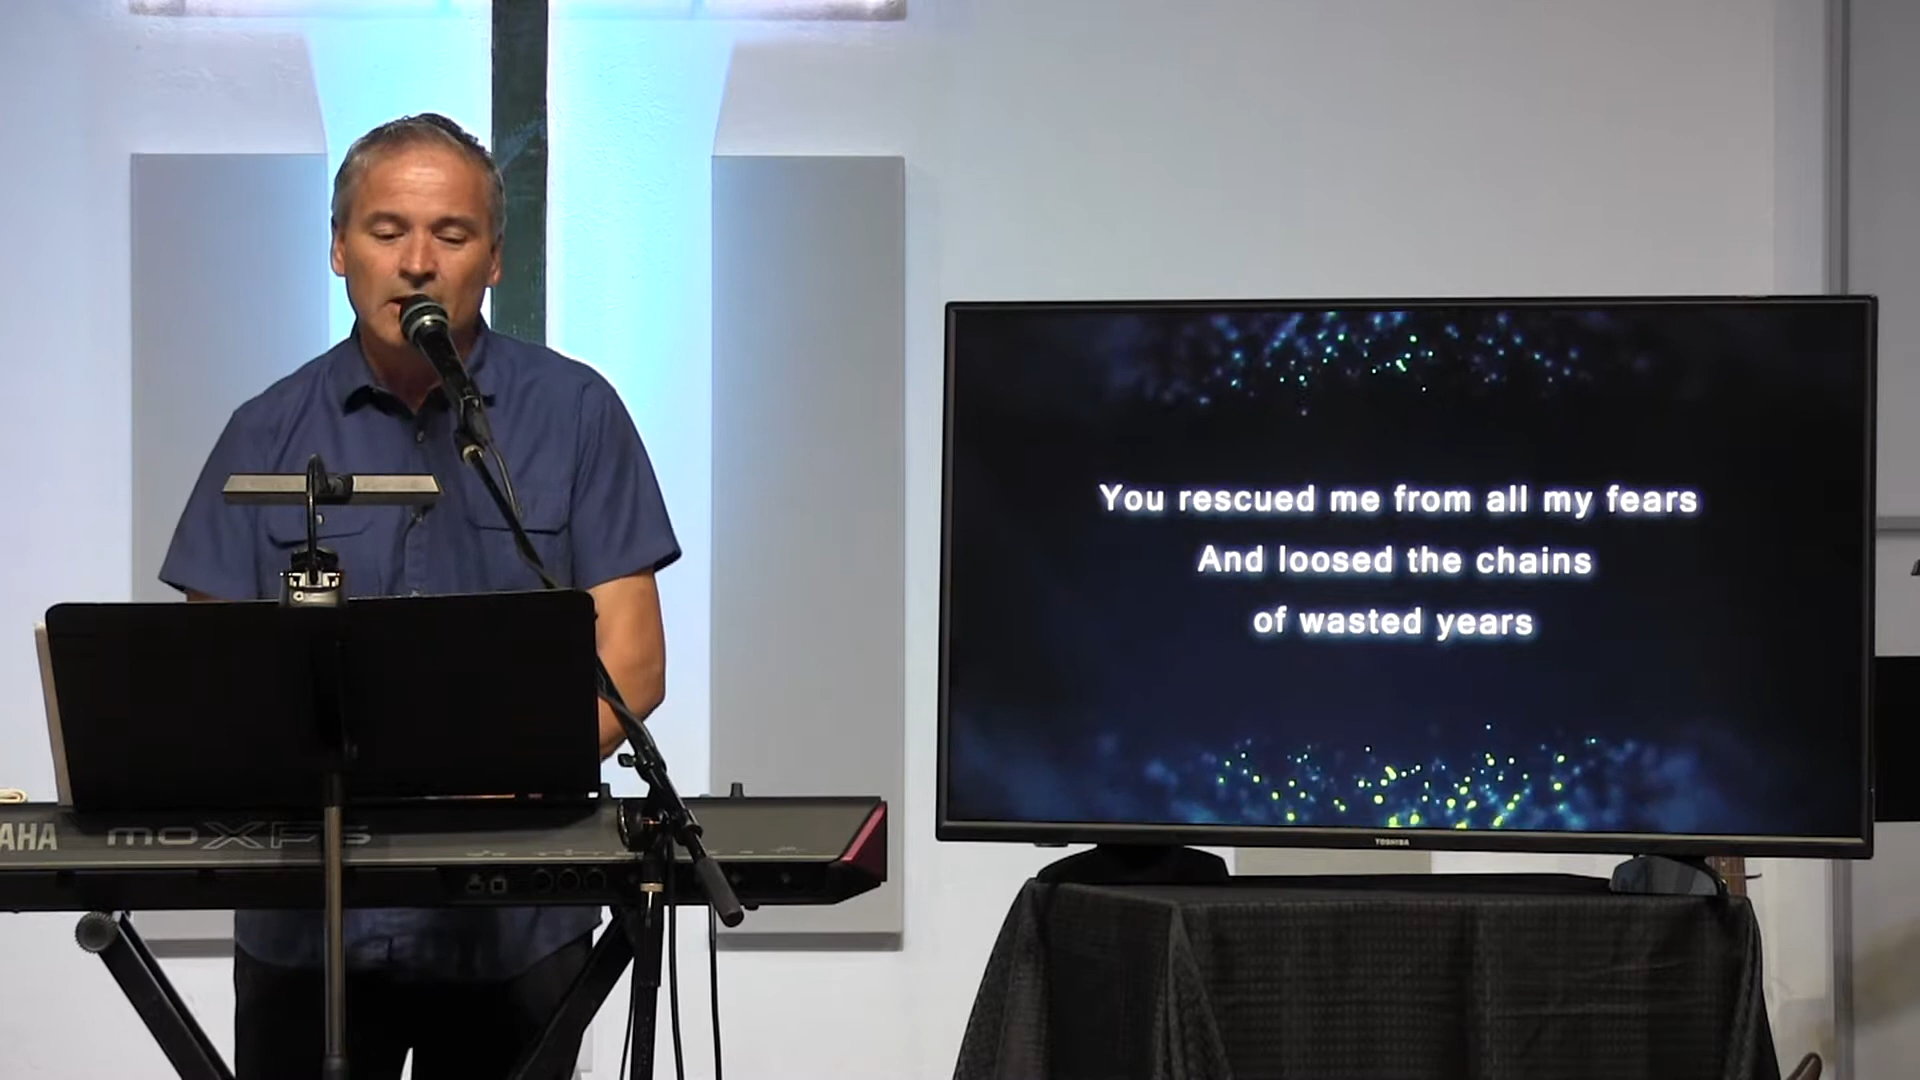 You rescued me from all my fears
And loosed the chains
of wasted years
TOSHIBA
AHA moXF6